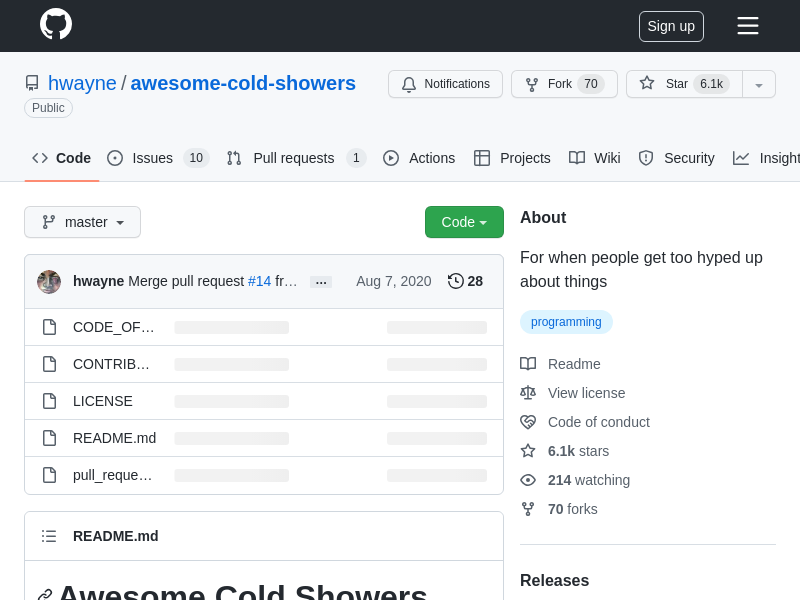 Sign up
hwayne / awesome-cold-showers
Public
Notifications
Fork 70
Star 6.1k
Code
Issues 10
Pull requests 1
Actions
Projects
Wiki
Security
Insight
master
Code
hwayne Merge pull request #14 fr… … Aug 7, 2020 28
CODE_OF…
CONTRIB…
LICENSE
README.md
pull_reque…
README.md
Awesome Cold Showers
About
For when people get too hyped up
about things
programming
Readme
View license
Code of conduct
6.1k stars
214 watching
70 forks
Releases